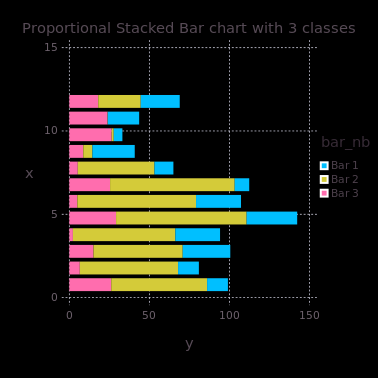 Proportional Stacked Bar chart with 3 classes
15
10
5
0
x
0 50 100 150
y
bar_nb
Bar 1
Bar 2
Bar 3